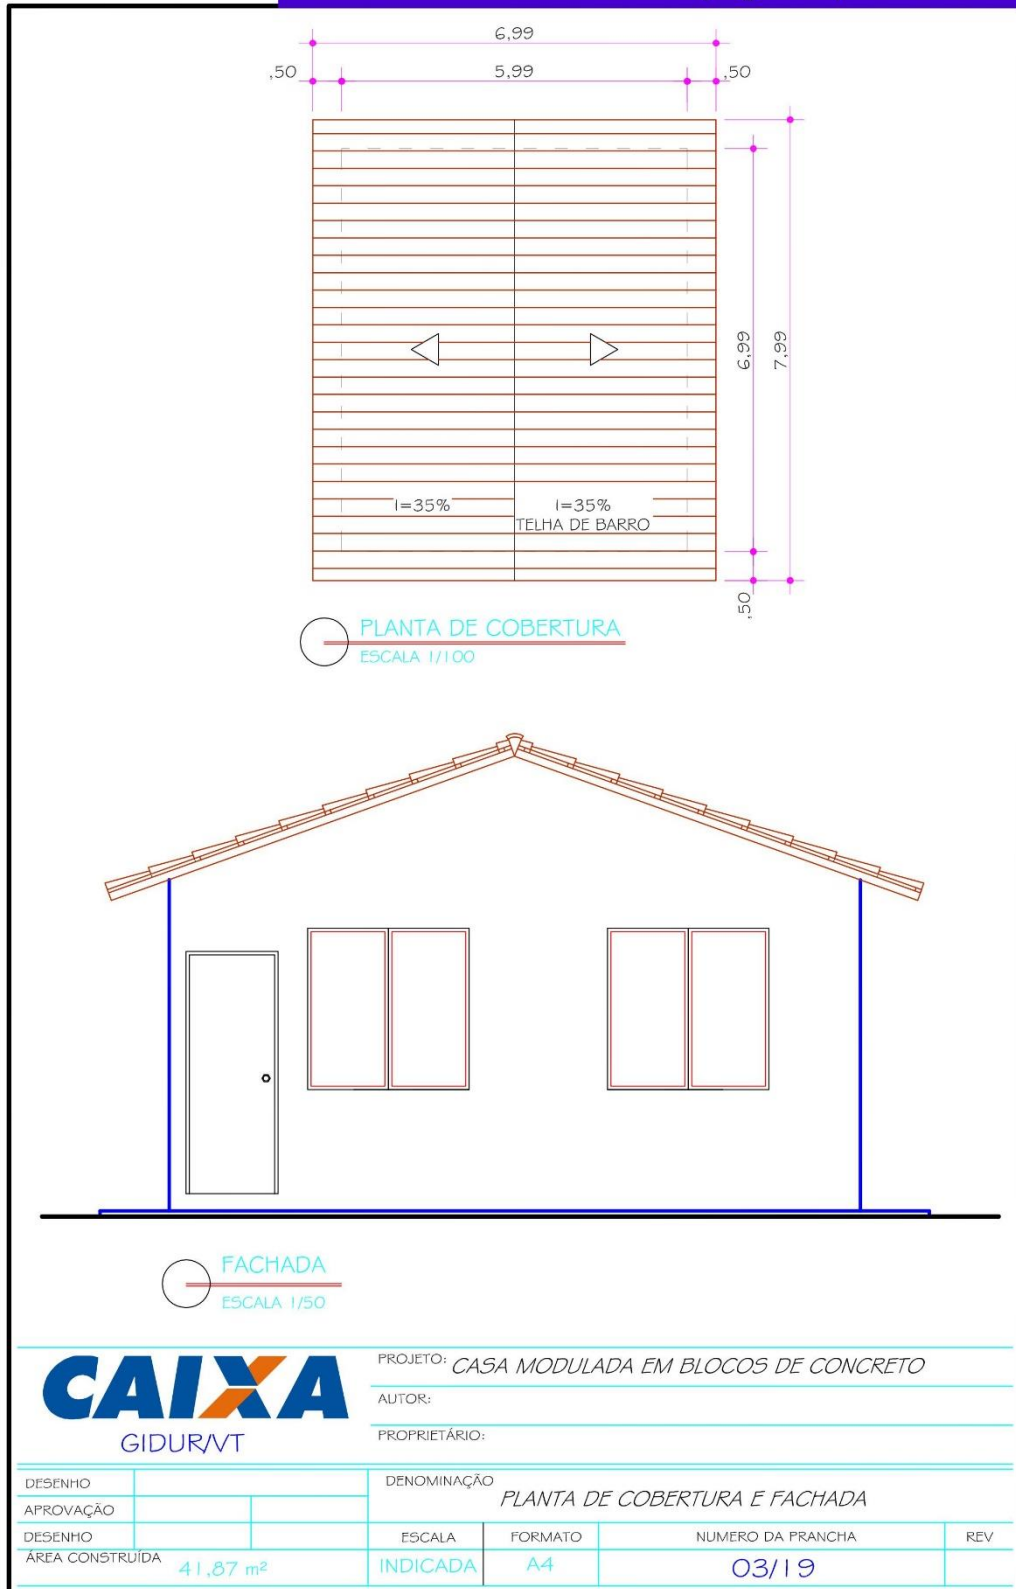 6,99
,50 5,99 ,50
6,99
7,99
I=35% I=35%
TELHA DE BARRO
,50
PLANTA DE COBERTURA
ESCALA 1/100
FACHADA
ESCALA 1/50
CAIXA
GIDUR/VT
PROJETO: CASA MODULADA EM BLOCOS DE CONCRETO
AUTOR:
PROPRIETÁRIO:
DESENHO
APROVAÇÃO
DESENHO
ÁREA CONSTRUÍDA 41,87 m²
DENOMINAÇÃO
PLANTA DE COBERTURA E FACHADA
ESCALA FORMATO NUMERO DA PRANCHA REV
INDICADA A4 03/19